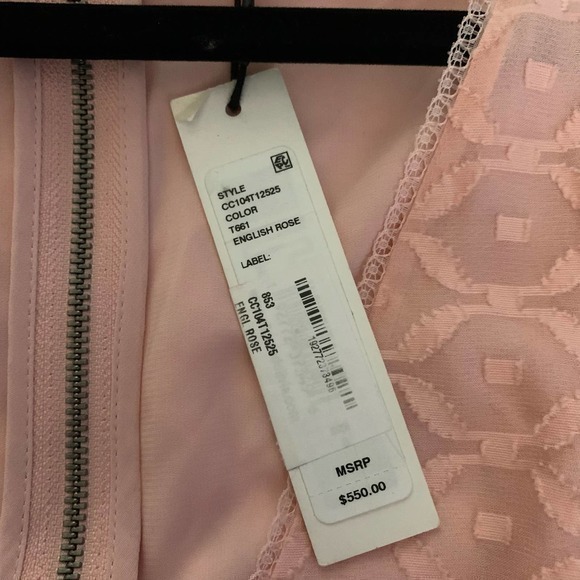 STYLE
CC104T12525
COLOR
T661
ENGLISH ROSE
LABEL:
853
CC104T12525
ENGL ROSE
MSRP
$550.00